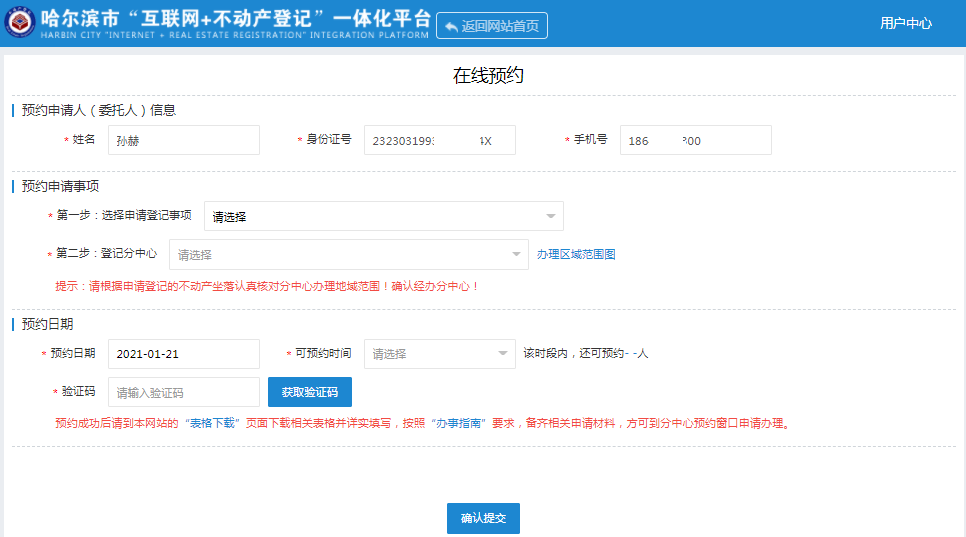 哈尔滨市“互联网+不动产登记”一体化平台
HARBIN CITY "INTERNET + REAL ESTATE REGISTRATION" INTEGRATION PLATFORM
返回网站首页
用户中心
在线预约
预约申请人（委托人）信息
* 姓名 孙赫 * 身份证号 232303199 4X * 手机号 186 00
预约申请事项
* 第一步：选择申请登记事项 请选择
* 第二步：登记分中心 请选择 办理区域范围图
提示：请根据申请登记的不动产坐落认真核对分中心办理地域范围！确认经办分中心！
预约日期
* 预约日期 2021-01-21 * 可预约时间 请选择 该时段内，还可预约- -人
* 验证码 请输入验证码 获取验证码
预约成功后请到本网站的“表格下载”页面下载相关表格并详实填写，按照“办事指南”要求，备齐相关申请材料，方可到分中心预约窗口申请办理。
确认提交